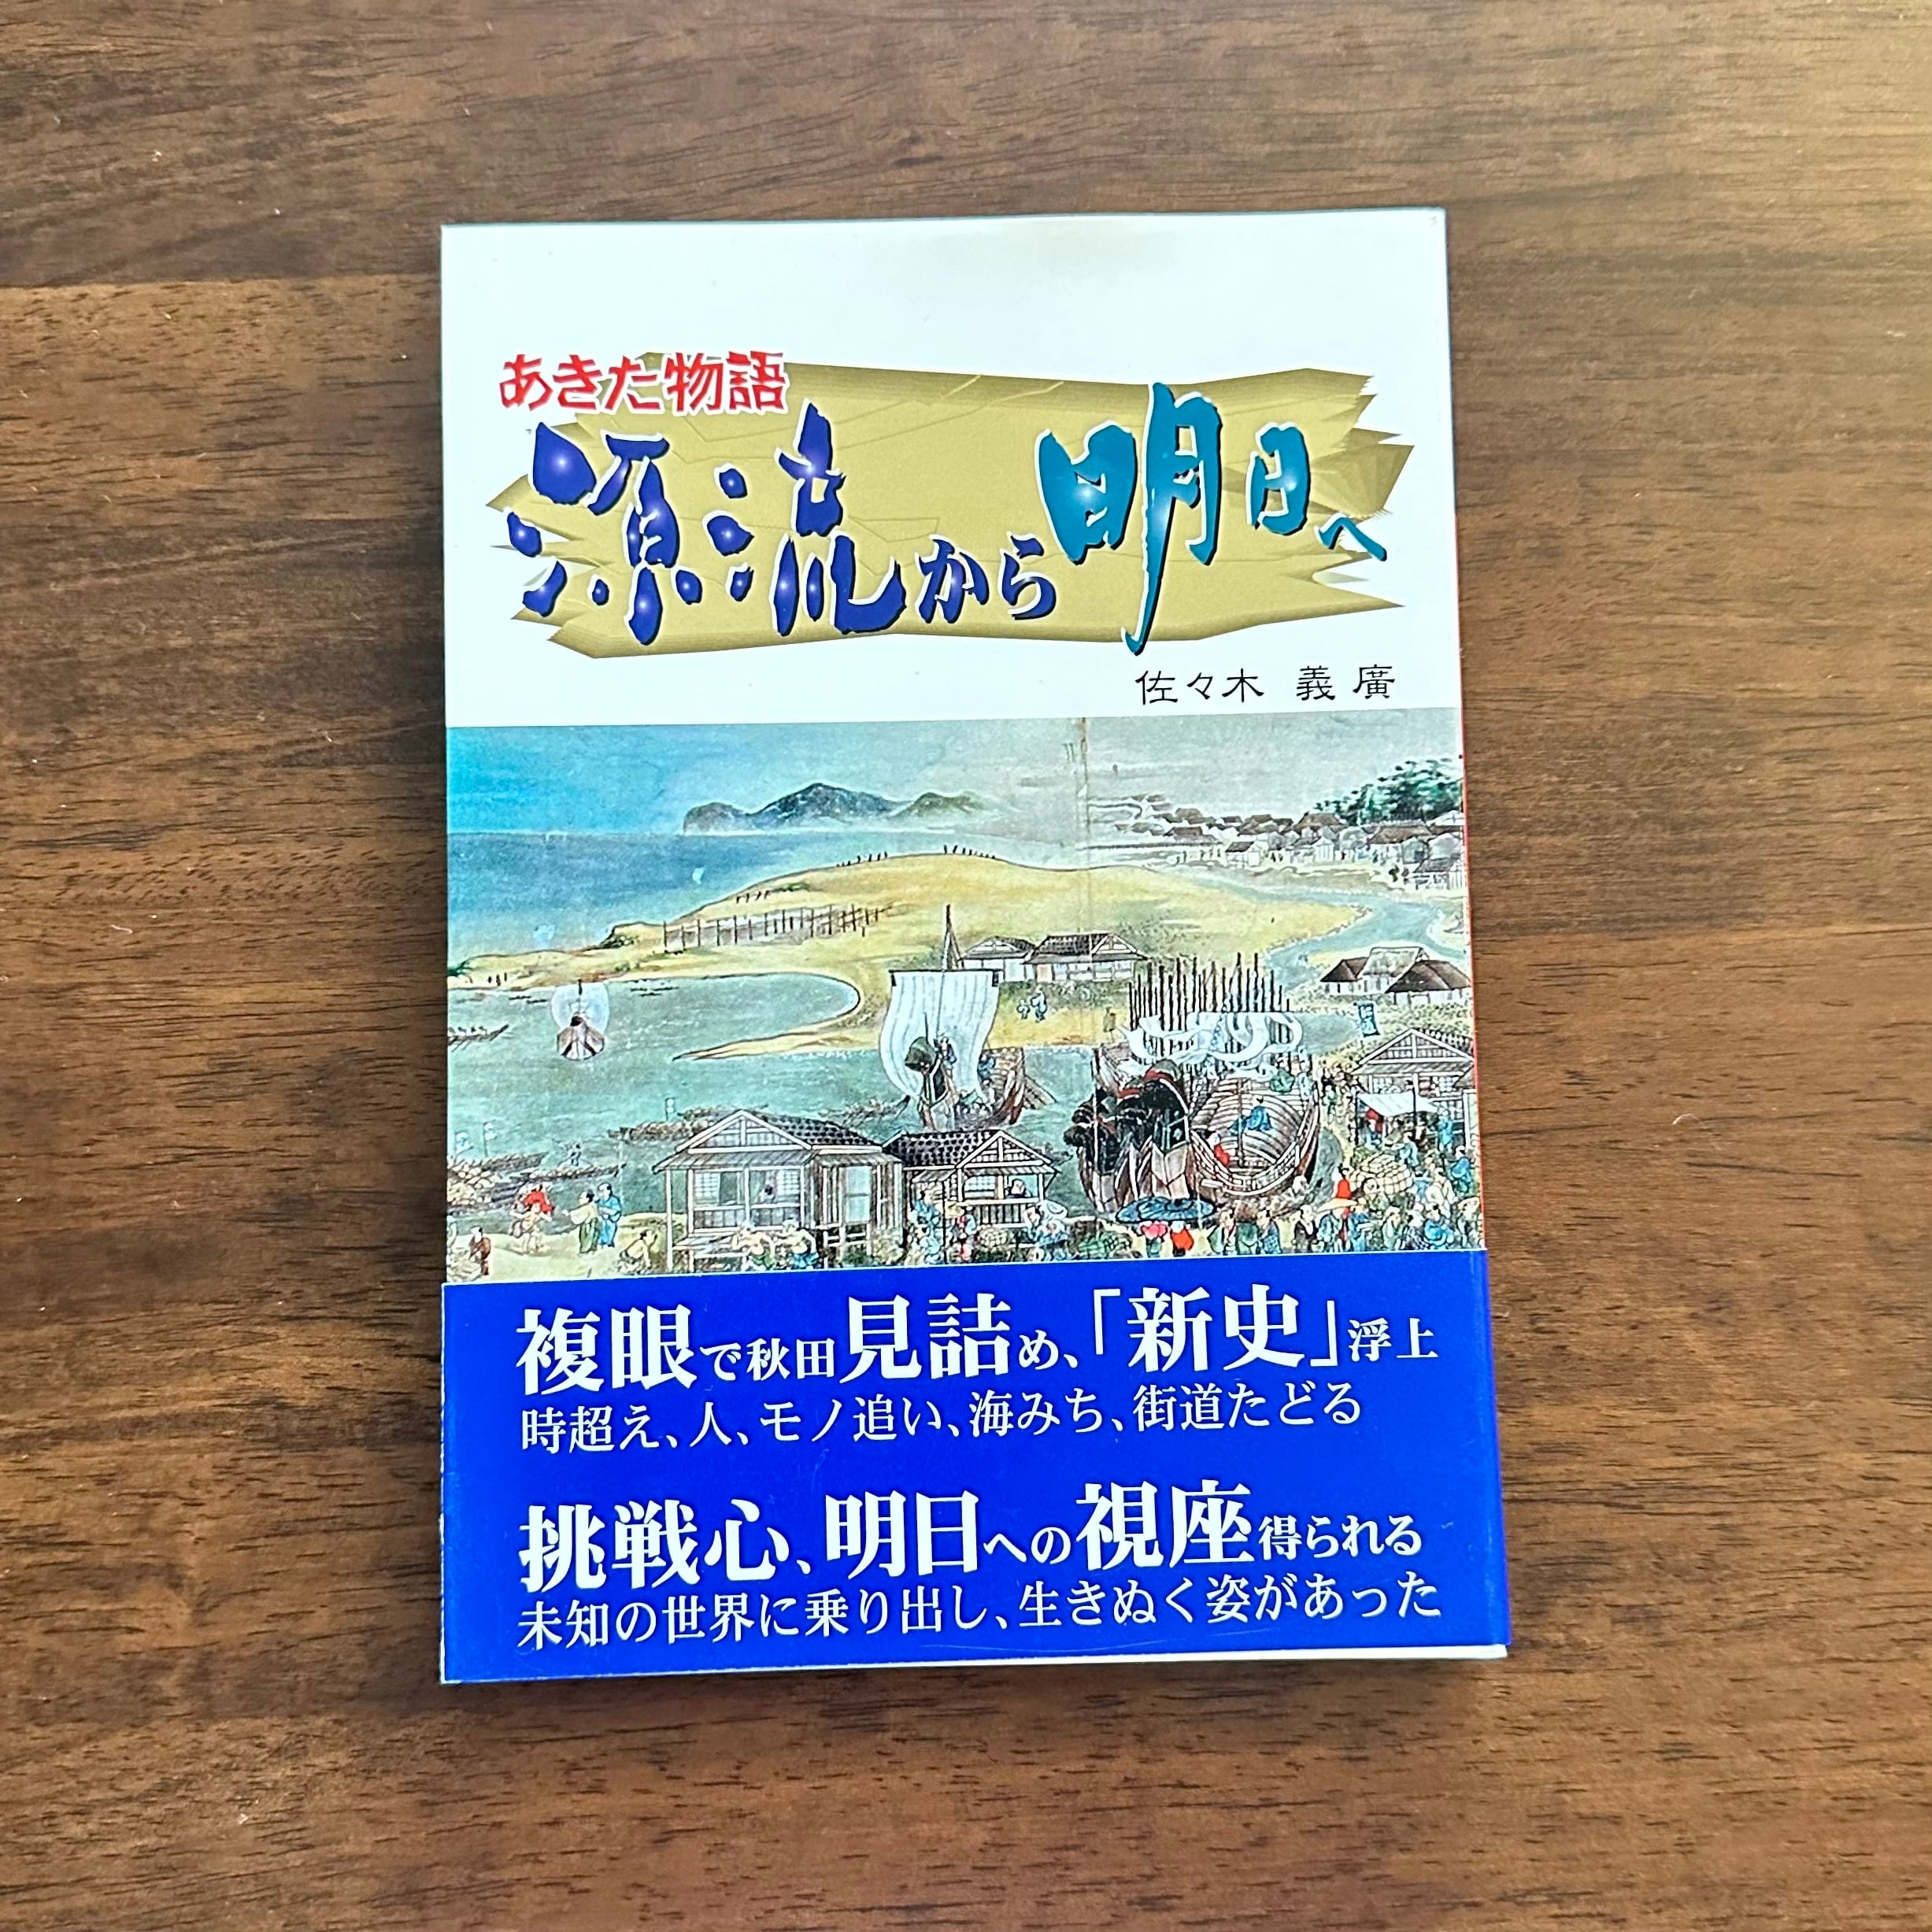 あきた物語
源流から明日へ
佐々木 義廣
複眼で秋田見詰め、「新史」浮上
時超え、人、モノ追い、海みち、街道たどる
挑戦心、明日への視座得られる
未知の世界に乗り出し、生きぬく姿があった